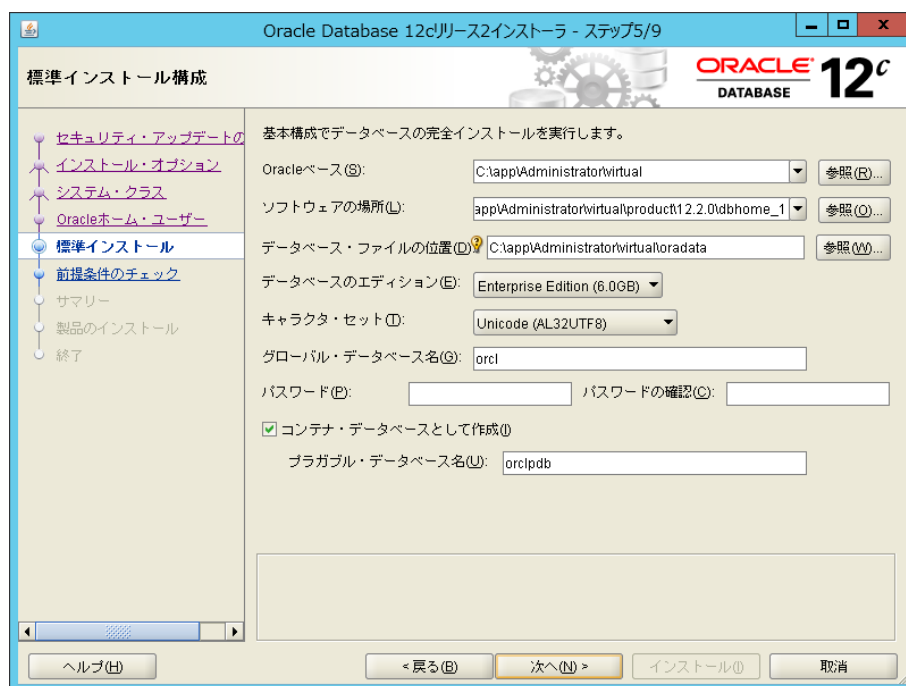 Oracle Database 12cリリース2インストーラ - ステップ5/9
標準インストール構成
ORACLE DATABASE 12c
セキュリティ・アップデートの
インストール・オプション
システム・クラス
Oracleホーム・ユーザー
標準インストール
前提条件のチェック
サマリー
製品のインストール
終了
基本構成でデータベースの完全インストールを実行します。
Oracleベース(S): C:\app\Administrator\virtual 参照(R)...
ソフトウェアの場所(L): app\Administrator\virtual\product\12.2.0\dbhome_1 参照(O)...
データベース・ファイルの位置(D) C:\app\Administrator\virtual\oradata 参照(W)...
データベースのエディション(E): Enterprise Edition (6.0GB)
キャラクタ・セット(T): Unicode (AL32UTF8)
グローバル・データベース名(G): orcl
パスワード(P): パスワードの確認(C):
コンテナ・データベースとして作成(I)
プラガブル・データベース名(U): orclpdb
ヘルプ(H) <戻る(B) 次へ(N)> インストール(I) 取消